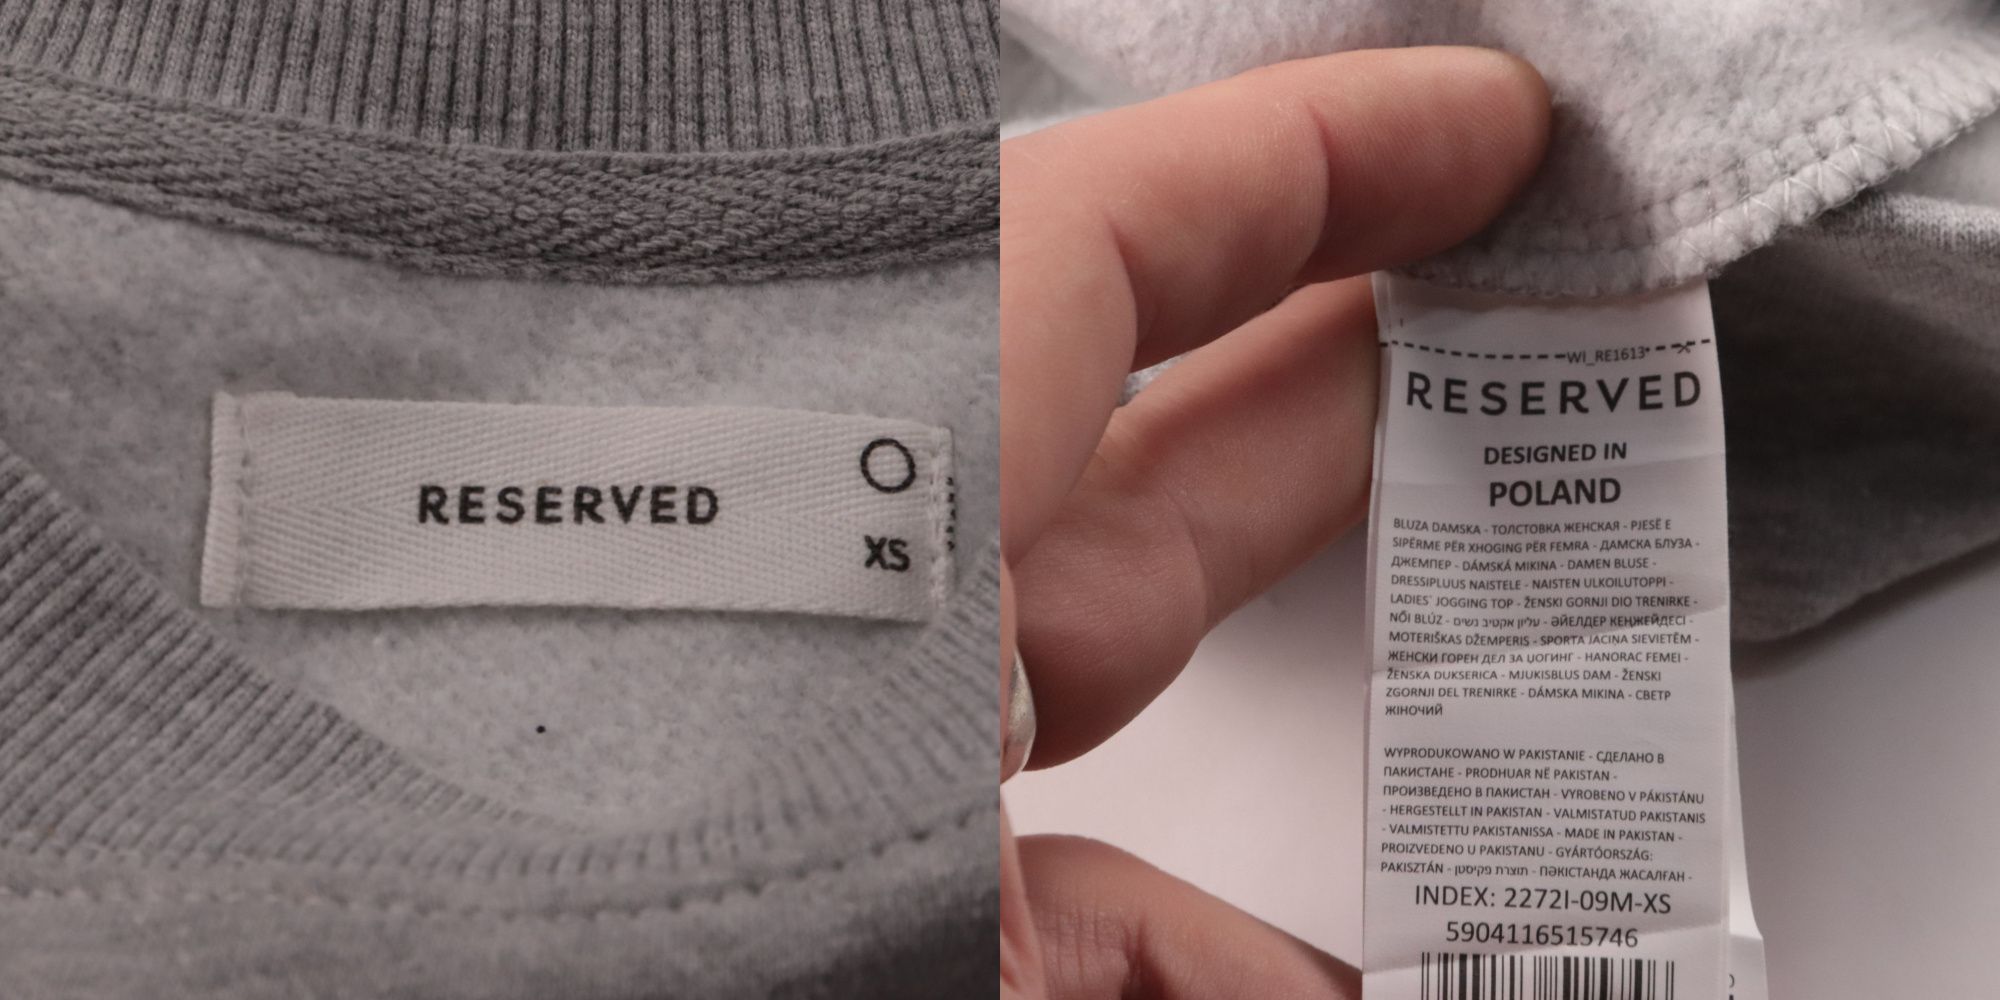 RESERVED
XS
WI_RE1613*
RESERVED
DESIGNED IN
POLAND
BLUZA DAMSKA - ТОЛСТОВКА ЖЕНСКАЯ - PJESË E
SIPËRME PËR XHOGING PËR FEMRA - ДАМСКА БЛУЗА -
ДЖЕМПЕР - DÁMSKÁ MIKINA - DAMEN BLUSE -
DRESSIPLUUS NAISTELE - NAISTEN ULKOILUTOPPI -
LADIES` JOGGING TOP - ŽENSKI GORNJI DIO TRENIRKE -
NŐI BLÚZ - עליון אקטיב נשים - ӘЙЕЛДЕР КЕҢЖЕЙДЕСІ -
MOTERIŠKAS DŽEMPERIS - SPORTA JACINA SIEVIETĒM -
ЖЕНСКИ ГОРЕН ДЕЛ ЗА ЏОГИНГ - HANORAC FEMEI -
ŽENSKA DUKSERICA - MJUKISBLUS DAM - ŽENSKI
ZGORNJI DEL TRENIRKE - DÁMSKA MIKINA - СВЕТР
ЖІНОЧИЙ
WYPRODUKOWANO W PAKISTANIE - СДЕЛАНО В
ПАКИСТАНЕ - PRODHUAR NË PAKISTAN -
ПРОИЗВЕДЕНО В ПАКИСТАН - VYROBENO V PÁKISTÁNU
- HERGESTELLT IN PAKISTAN - VALMISTATUD PAKISTANIS
- VALMISTETTU PAKISTANISSA - MADE IN PAKISTAN -
PROIZVEDENO U PAKISTANU - GYÁRTÓORSZÁG:
PAKISZTÁN - תוצרת פקיסטן - ПӘКІСТАНДА ЖАСАЛҒАН -
INDEX: 2272I-09M-XS
5904116515746